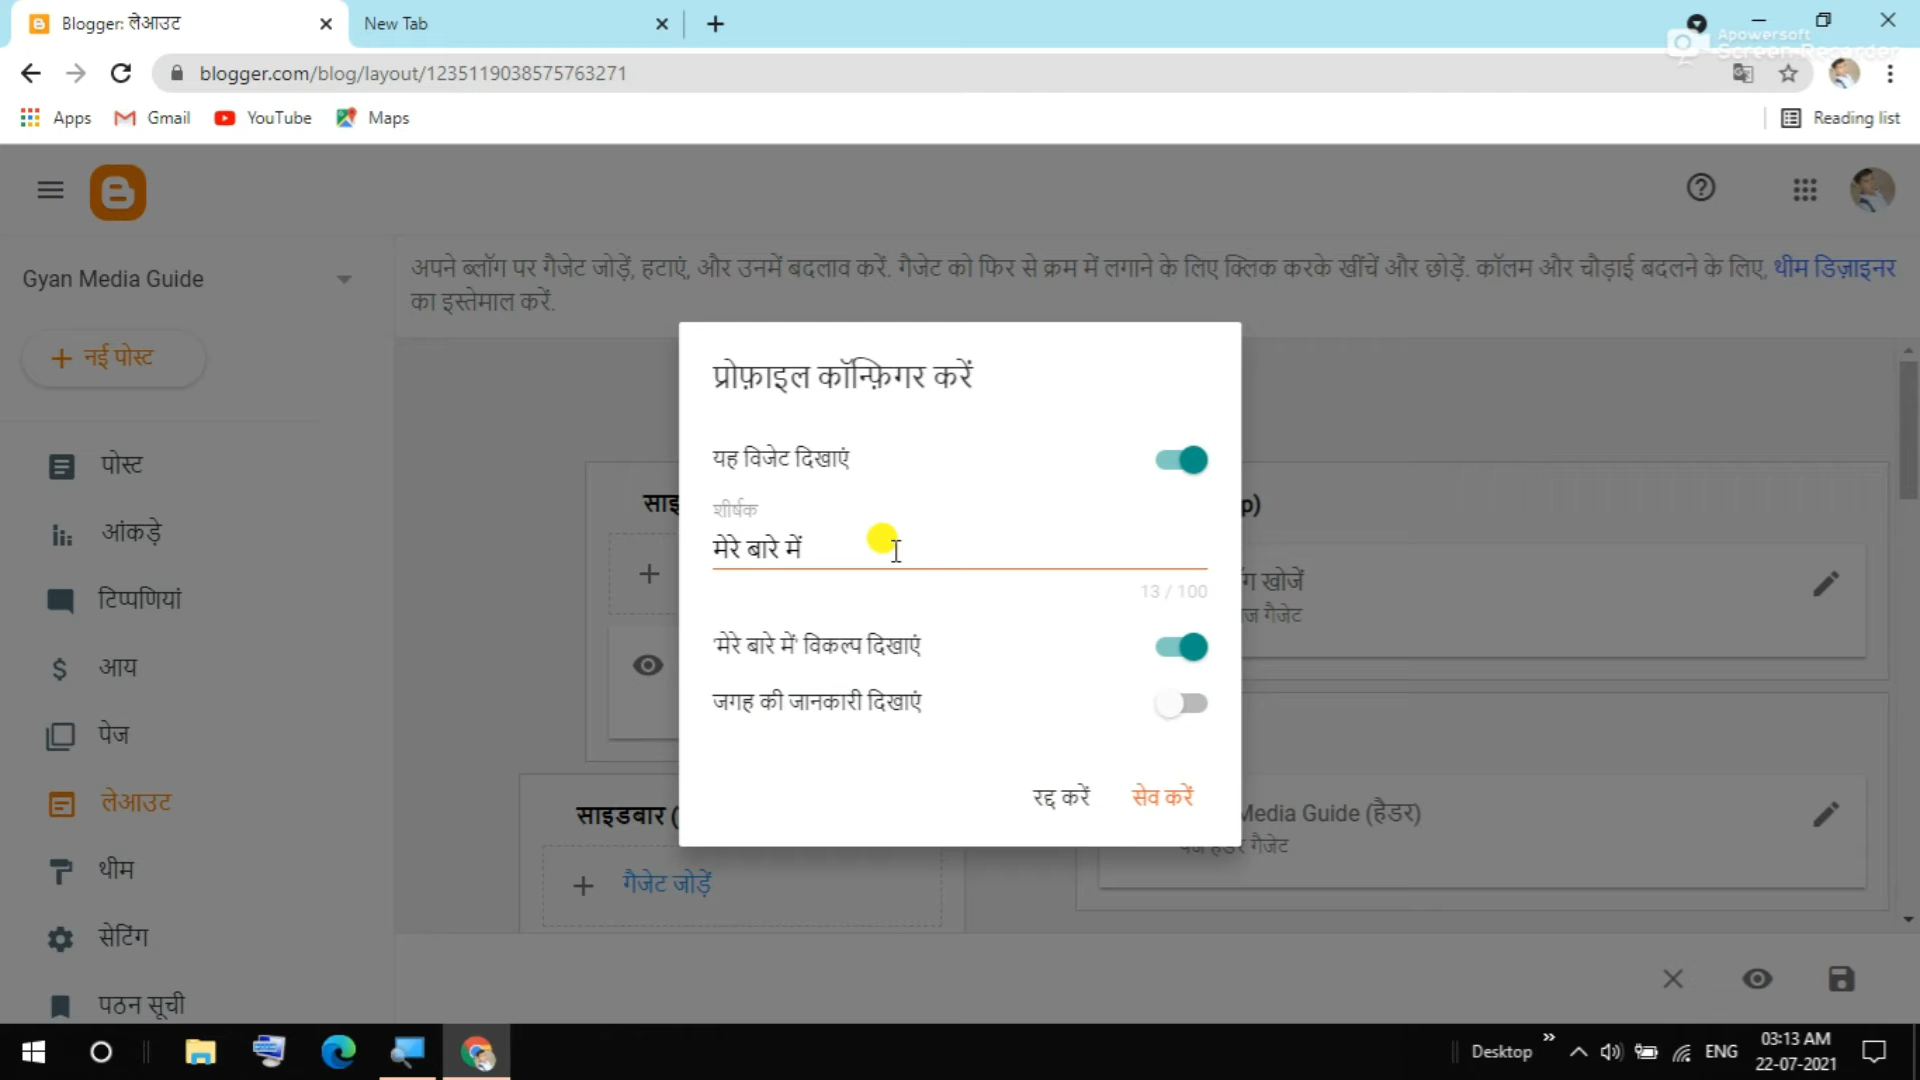 Blogger: लेआउट
New Tab
Apowersoft
Screen Recorder
blogger.com/blog/layout/1235119038575763271
Apps
Gmail
YouTube
Maps
Reading list
Gyan Media Guide
अपने ब्लॉग पर गैजेट जोड़ें, हटाएं, और उनमें बदलाव करें. गैजेट को फिर से क्रम में लगाने के लिए क्लिक करके खींचें और छोड़ें. कॉलम और चौड़ाई बदलने के लिए, थीम डिज़ाइनर
का इस्तेमाल करें.
नई पोस्ट
पोस्ट
आंकड़े
टिप्पणियां
आय
पेज
लेआउट
थीम
सेटिंग
पठन सूची
प्रोफ़ाइल कॉन्फ़िगर करें
यह विजेट दिखाएं
शीर्षक
मेरे बारे में
13 / 100
'मेरे बारे में' विकल्प दिखाएं
जगह की जानकारी दिखाएं
रद्द करें
सेव करें
p)
खोजें
गैजेट
साइडबार (
गैजेट जोड़ें
Media Guide (हैडर)
गैजेट
Desktop
ENG
03:13 AM
22-07-2021